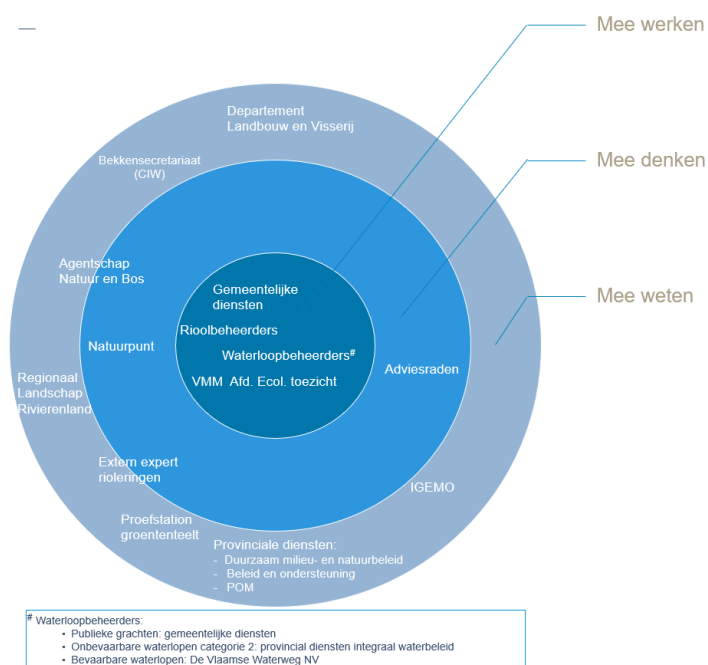 Mee werken
Departement
Landbouw en Visserij
Bekkensecretariaat
(CIW)
Mee denken
Agentschap
Natuur en Bos
Gemeentelijke
diensten
Mee weten
Rioolbeheerders
Natuurpunt
Waterloopbeheerders#
Adviesraden
Regionaal
Landschap
Rivierenland
VMM Afd. Ecol. toezicht
Extern expert
rioleringen
IGEMO
Proefstation
groententeelt
Provinciale diensten:
- Duurzaam milieu- en natuurbeleid
- Beleid en ondersteuning
- POM
# Waterloopbeheerders:
• Publieke grachten: gemeentelijke diensten
• Onbevaarbare waterlopen categorie 2: provincial diensten integraal waterbeleid
• Bevaarbare waterlopen: De Vlaamse Waterweg NV